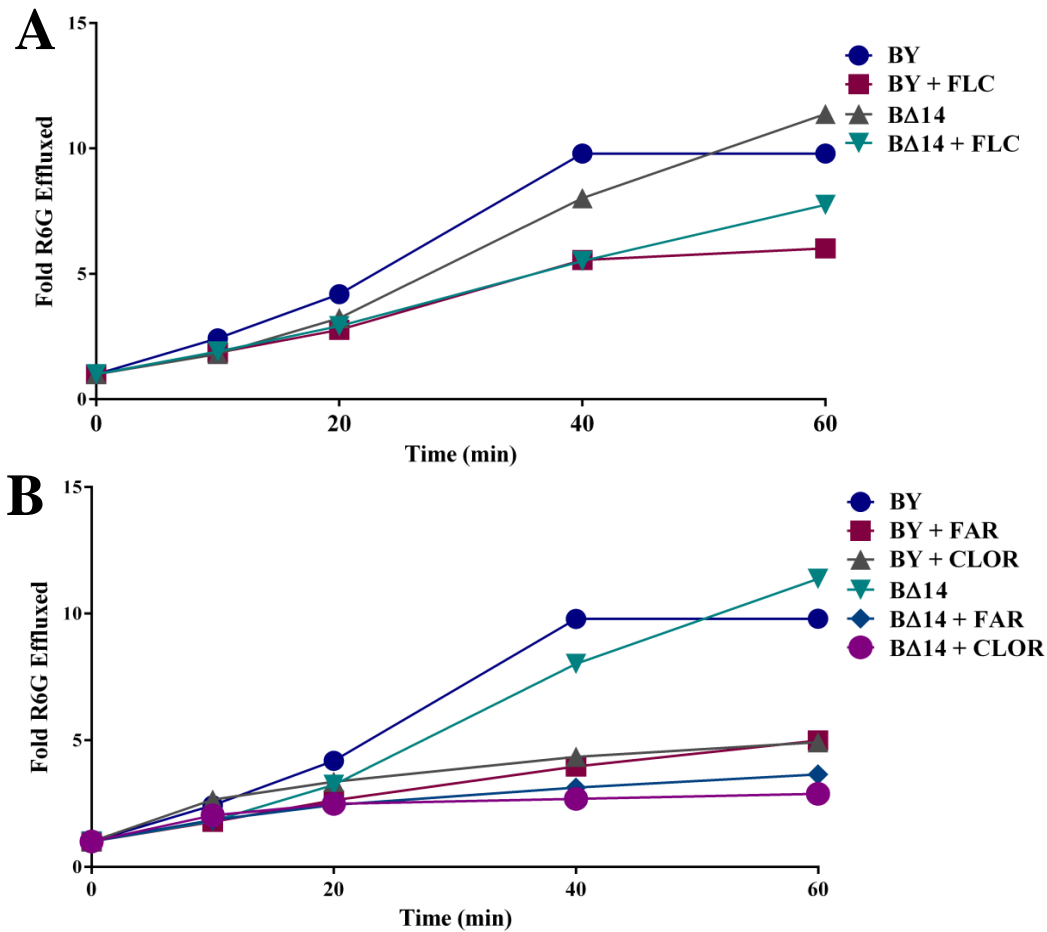 A
15
10
5
0
Fold R6G Effluxed
0 20 40 60
Time (min)
BY
BY + FLC
BΔ14
BΔ14 + FLC
B
15
10
5
0
Fold R6G Effluxed
0 20 40 60
Time (min)
BY
BY + FAR
BY + CLOR
BΔ14
BΔ14 + FAR
BΔ14 + CLOR